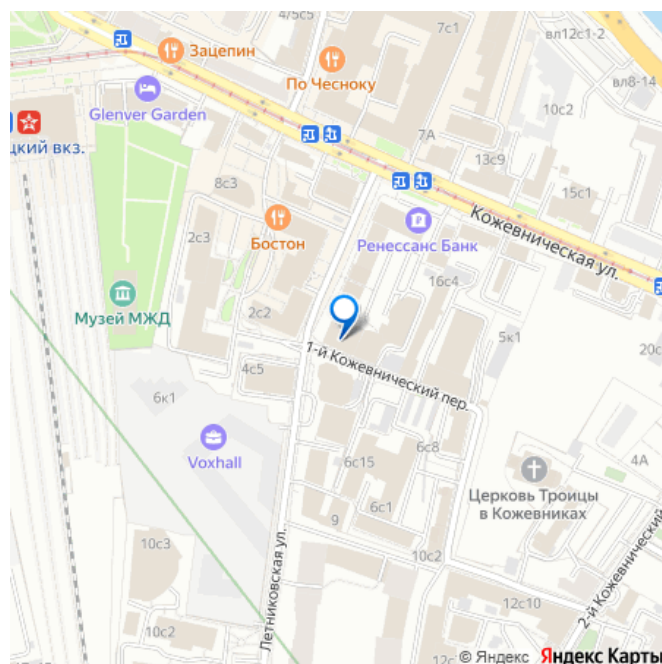 4/5с5
7с1
вл12с1-2
Зацепин
По Чесноку
вл8-14
10с2
Glenver Garden
7А
цкий вкз.
13с9
8с3
15с1
Кожевническая ул.
2с3
Бостон
Ренессанс Банк
16с4
Музей МЖД
2с2
5к1
20с
1-й Кожевнический пер.
4с5
6к1
Voxhall
6с15
6с8
4А
Церковь Троицы
в Кожевниках
6с1
9
Летниковская ул.
10с3
10с2
2-й Кожевнический
12с10
10с2
© Яндекс Яндекс Карты